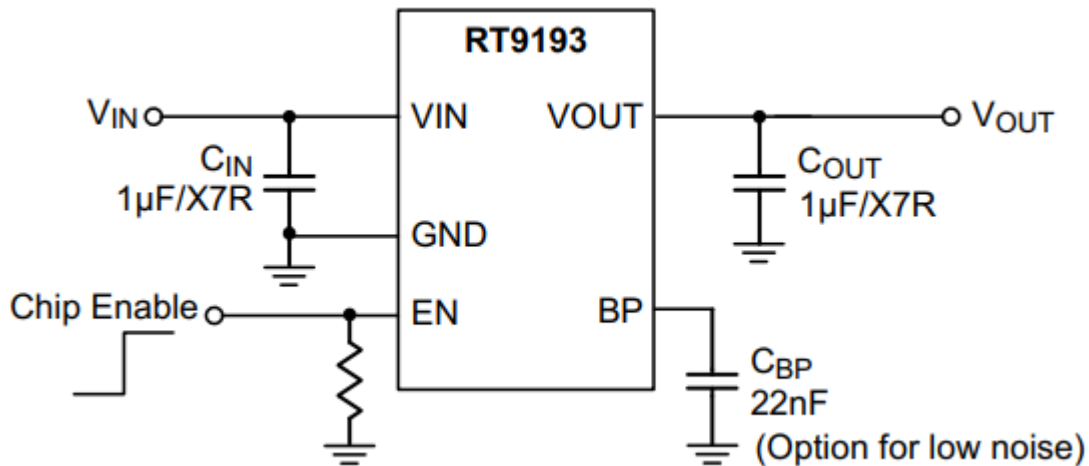 RT9193
VIN
VIN
VOUT
VOUT
CIN
1µF/X7R
COUT
1µF/X7R
GND
Chip Enable
EN
BP
CBP
22nF
(Option for low noise)